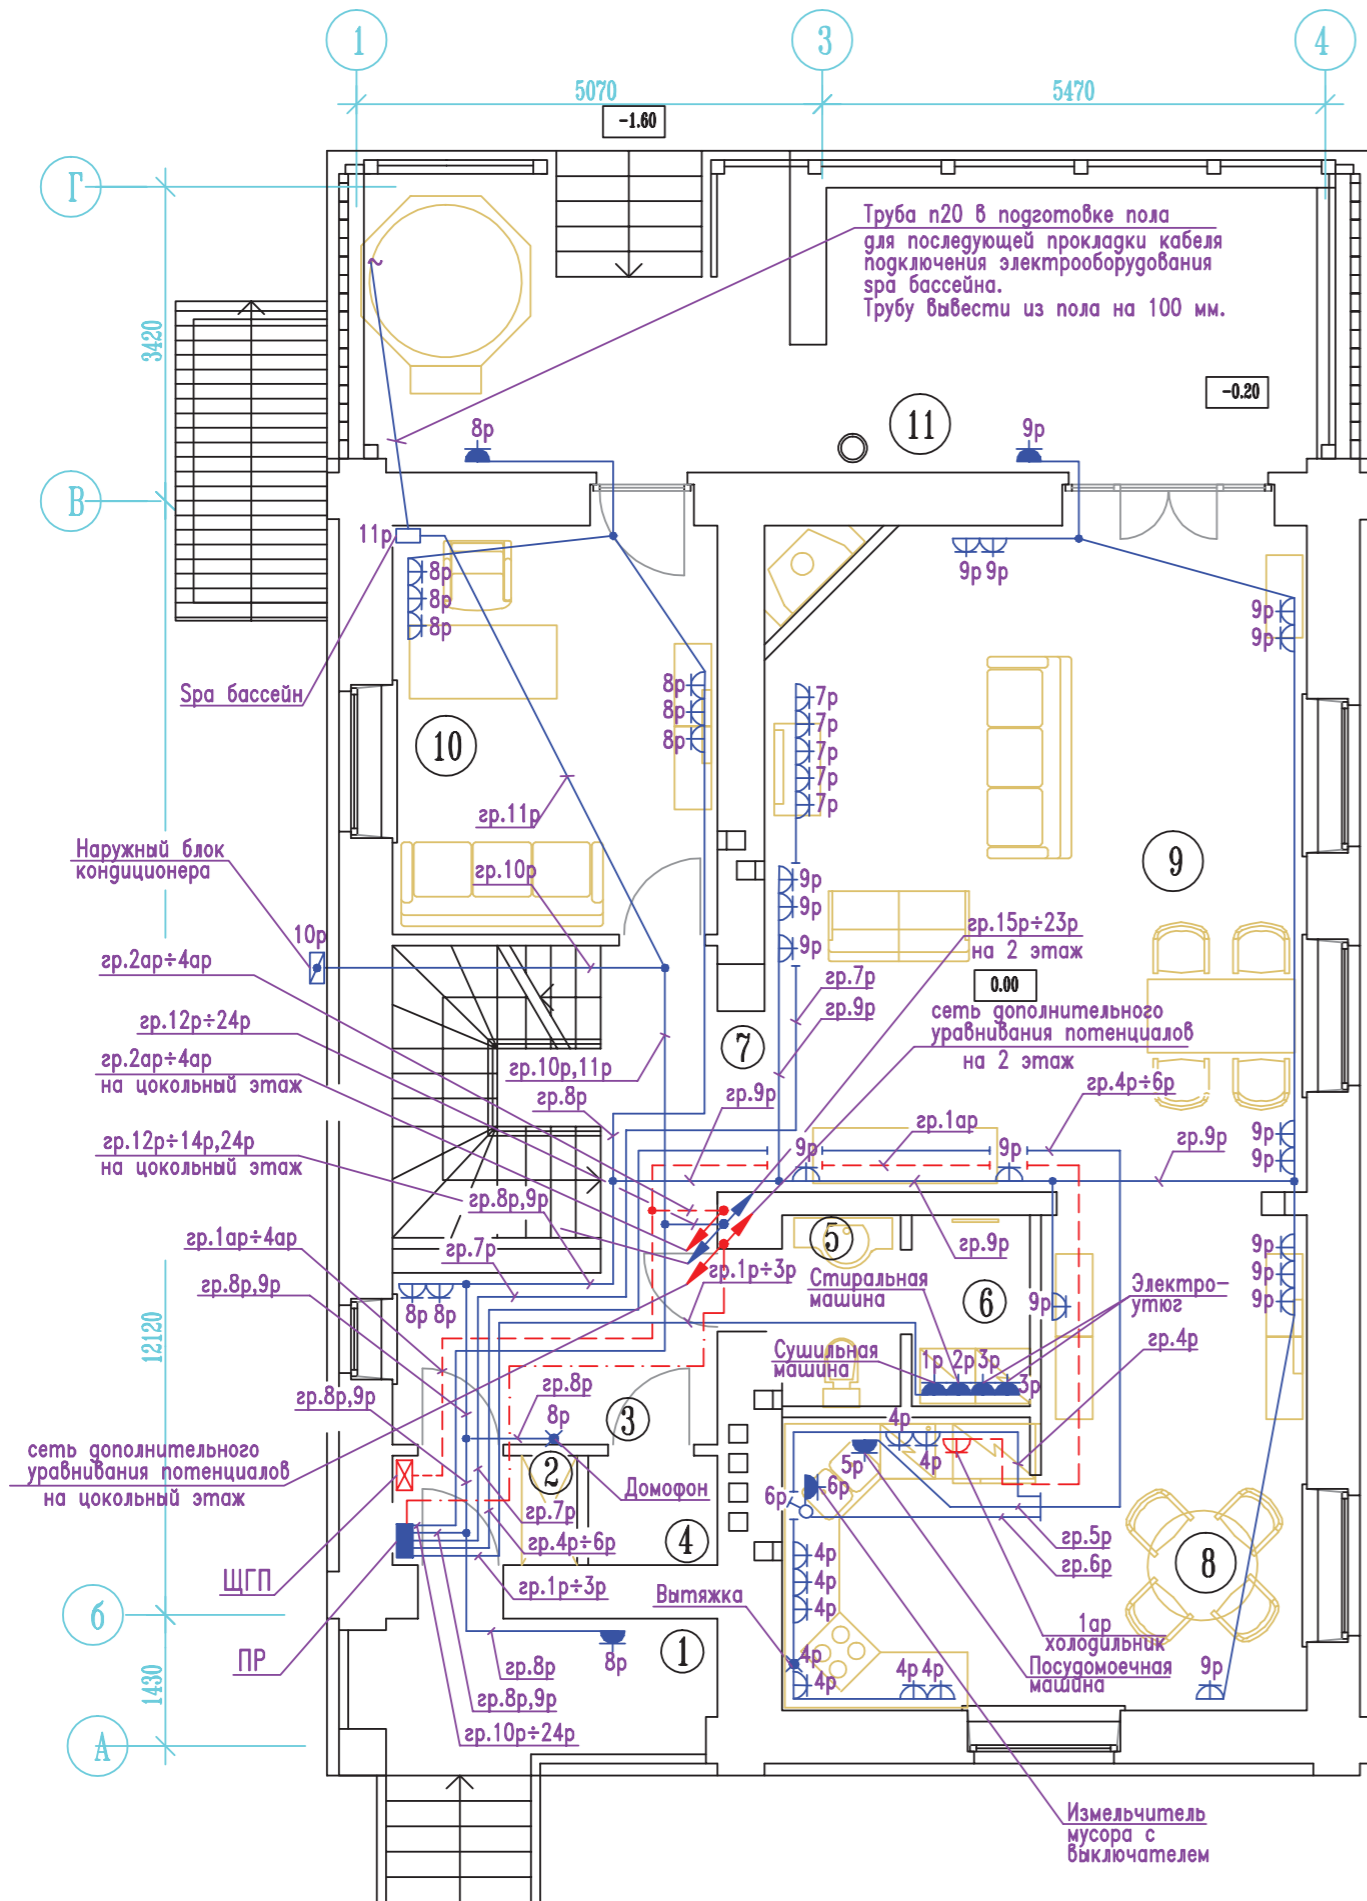 1
3
4
5070
5470
-1.60
Г
Труба п20 в подготовке пола
для последующей прокладки кабеля
подключения электрооборудования
spa бассейна.
Трубу вывести из пола на 100 мм.
3420
-0.20
11
8р
9р
В
11р
9р 9р
8р
8р
8р
9р
9р
Spa бассейн
8р
8р
8р
7р
7р
7р
7р
7р
10
гр.11р
Наружный блок
кондиционера
гр.10р
9
9р
9р
9р
10р
гр.15р÷23р
на 2 этаж
гр.2ар÷4ар
0.00
гр.7р
гр.9р
гр.12р÷24р
сеть дополнительного
уравнивания потенциалов
на 2 этаж
7
гр.2ар÷4ар
на цокольный этаж
гр.10р,11р
гр.8р
гр.9р
гр.4р÷6р
гр.1ар
гр.12р÷14р,24р
на цокольный этаж
9р
9р
гр.9р
9р
9р
гр.8р,9р
5
гр.9р
гр.1ар÷4ар
гр.7р
гр.1р÷3р
9р
9р
9р
гр.8р,9р
8р 8р
Стиральная
машина
6
9р
Электро-
утюг
12120
Сушильная
машина
1р 2р 3р
3р
гр.4р
гр.8р,9р
гр.8р
8р
3
4р
4р
сеть дополнительного
уравнивания потенциалов
на цокольный этаж
2
Домофон
5р
6р
6р
гр.7р
гр.4р÷6р
4
гр.5р
гр.6р
8
ЩГП
гр.1р÷3р
4р
4р
4р
Вытяжка
б
1ар
холодильник
ПР
8р
1
4р
4р
4р 4р
Посудомоечная
машина
9р
гр.8р
1430
гр.8р,9р
гр.10р÷24р
А
Измельчитель
мусора с
выключателем